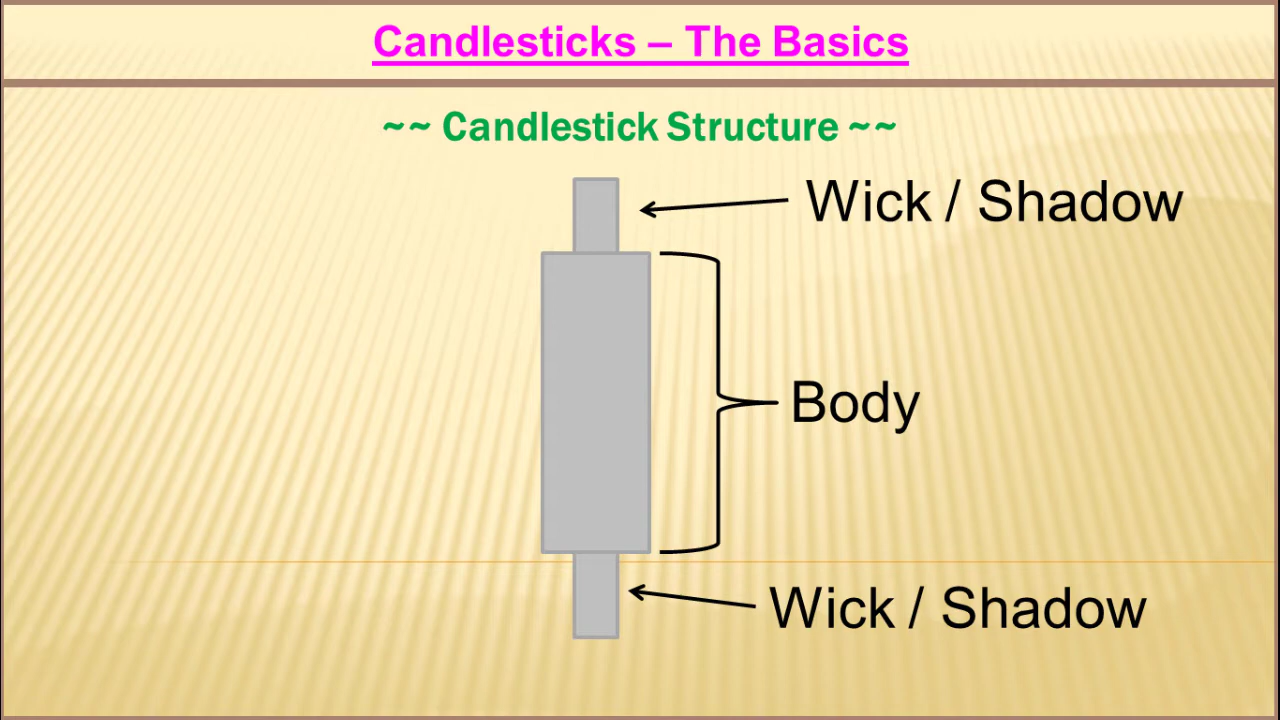 Candlesticks – The Basics
~~ Candlestick Structure ~~
Wick / Shadow
Body
Wick / Shadow